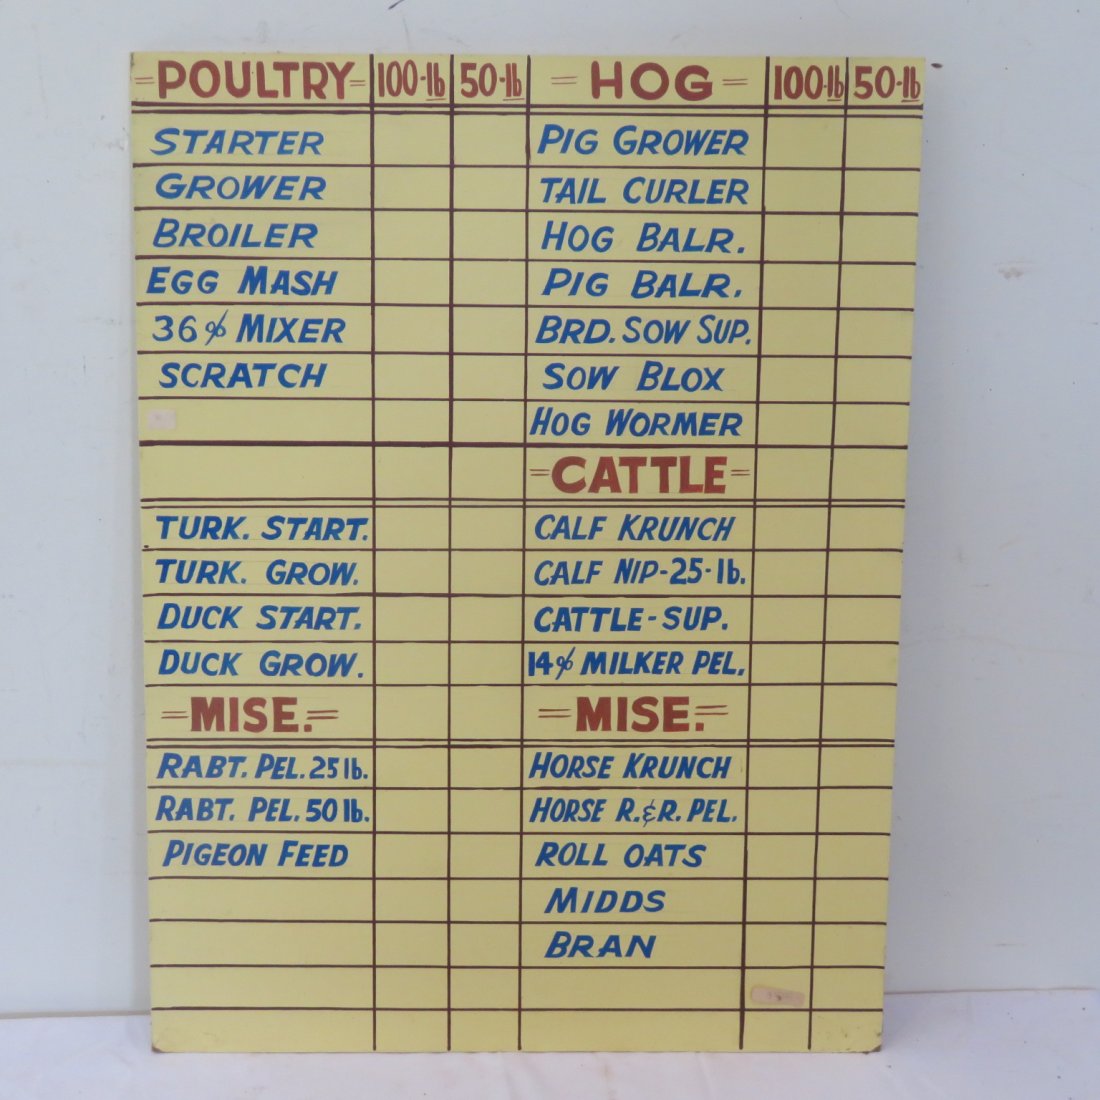 =POULTRY= 100-lb 50-lb
STARTER
GROWER
BROILER
EGG MASH
36% MIXER
SCRATCH
TURK. START.
TURK. GROW.
DUCK START.
DUCK GROW.
=MISE.=
RABT. PEL. 25 lb.
RABT. PEL. 50 lb.
PIGEON FEED
=HOG= 100-lb 50-lb
PIG GROWER
TAIL CURLER
HOG BALR.
PIG BALR.
BRD. SOW SUP.
SOW BLOX
HOG WORMER
=CATTLE=
CALF KRUNCH
CALF NIP-25-lb.
CATTLE-SUP.
14% MILKER PEL.
=MISE.=
HORSE KRUNCH
HORSE R.&R. PEL.
ROLL OATS
MIDDS
BRAN